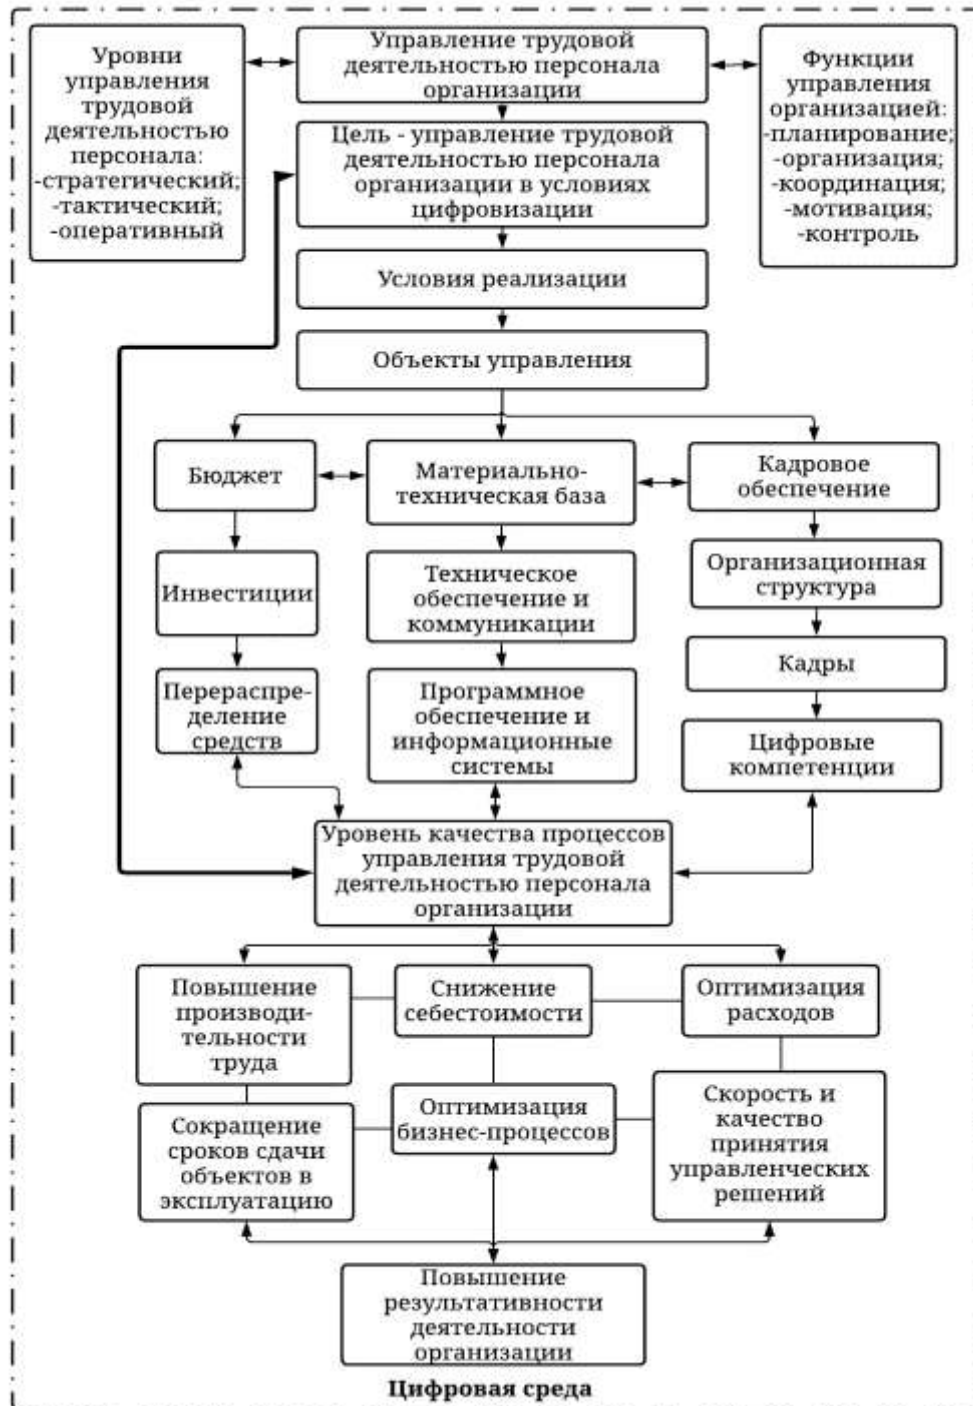 Уровни
управления
трудовой
деятельностью
персонала:
-стратегический;
-тактический;
-оперативный
Управление трудовой
деятельностью персонала
организации
Функции
управления
организацией:
-планирование;
-организация;
-координация;
-мотивация;
-контроль
Цель - управление трудовой
деятельностью персонала
организации в условиях
цифровизации
Условия реализации
Объекты управления
Бюджет
Материально-
техническая база
Кадровое
обеспечение
Инвестиции
Техническое
обеспечение и
коммуникации
Организационная
структура
Кадры
Перераспре-
деление
средств
Программное
обеспечение и
информационные
системы
Цифровые
компетенции
Уровень качества процессов
управления трудовой
деятельностью персонала
организации
Повышение
производи-
тельности
труда
Снижение
себестоимости
Оптимизация
расходов
Сокращение
сроков сдачи
объектов в
эксплуатацию
Оптимизация
бизнес-процессов
Скорость и
качество
принятия
управленческих
решений
Повышение
результативности
деятельности
организации
Цифровая среда